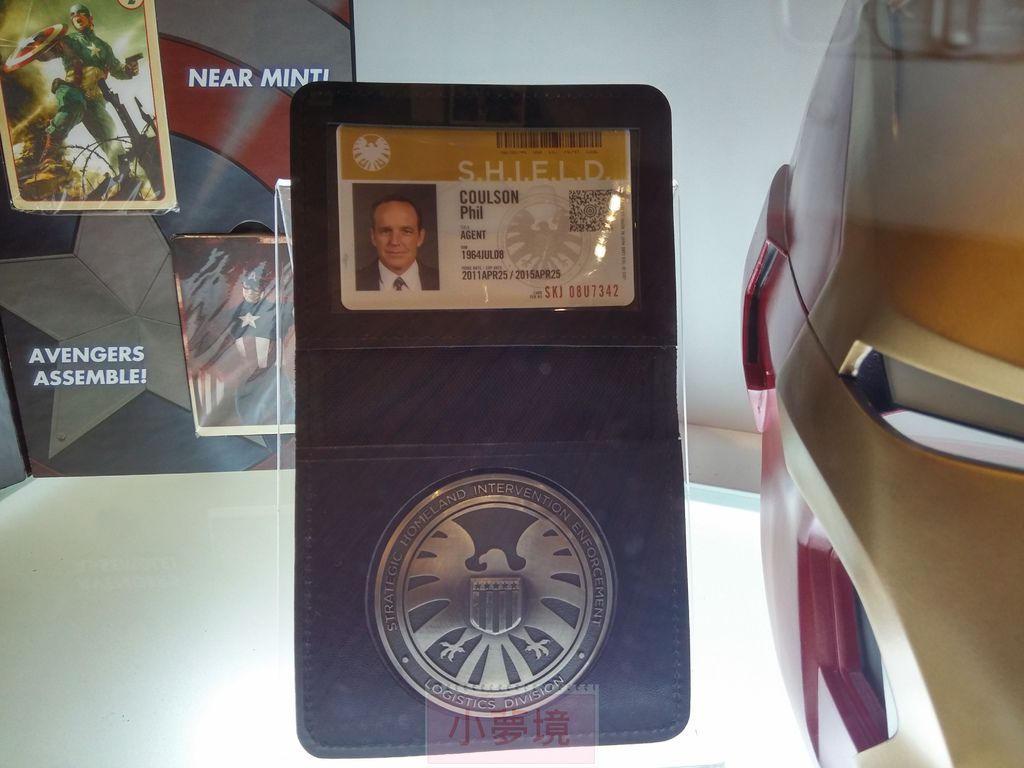 NEAR MINT!
S.H.I.E.L.D.
COULSON
Phil
AGENT
1964JUL08
2011APR25 / 2015APR25
SKJ 08U7342
AVENGERS
ASSEMBLE!
STRATEGIC HOMELAND INTERVENTION ENFORCEMENT
LOGISTICS DIVISION
小夢境